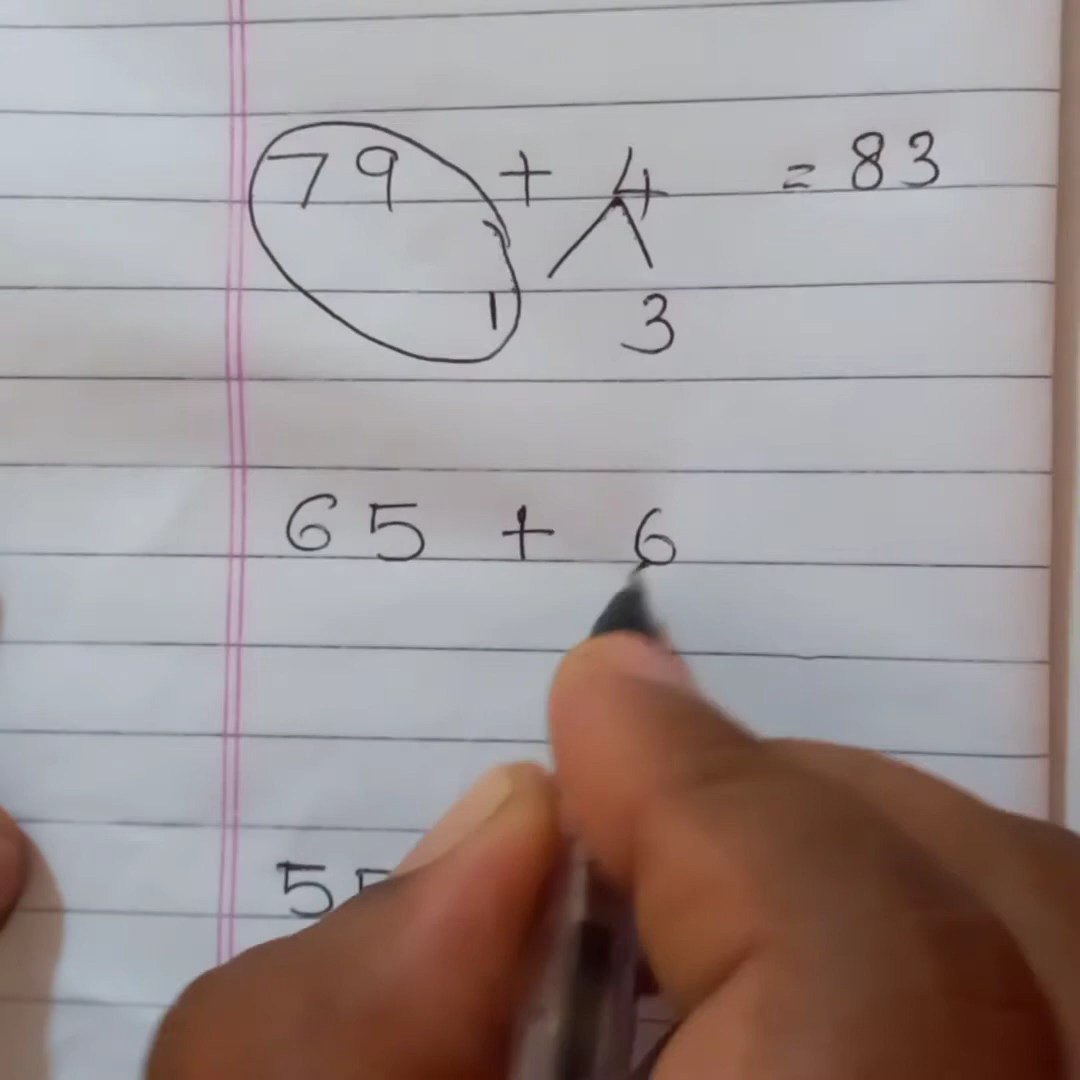 79 + 4 = 83
1 3
65 + 6